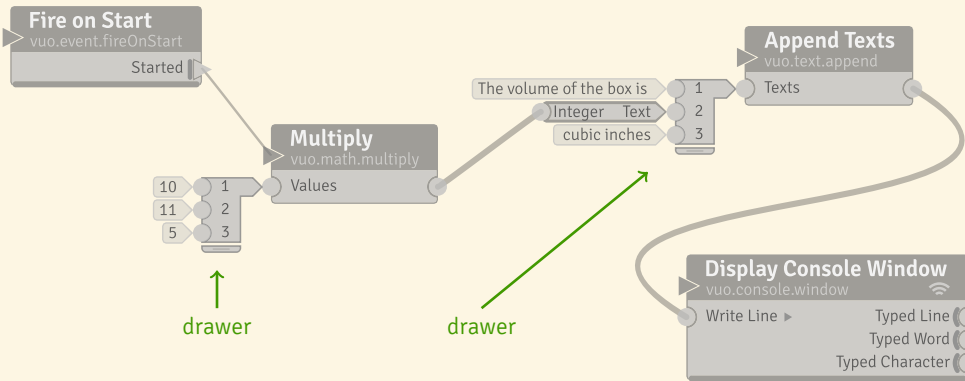 Fire on Start
vuo.event.fireOnStart
Started
Multiply
vuo.math.multiply
Values
10 1
11 2
5 3
drawer
Append Texts
vuo.text.append
Texts
The volume of the box is 1
Integer Text 2
cubic inches 3
drawer
Display Console Window
vuo.console.window
Write Line Typed Line
Typed Word
Typed Character